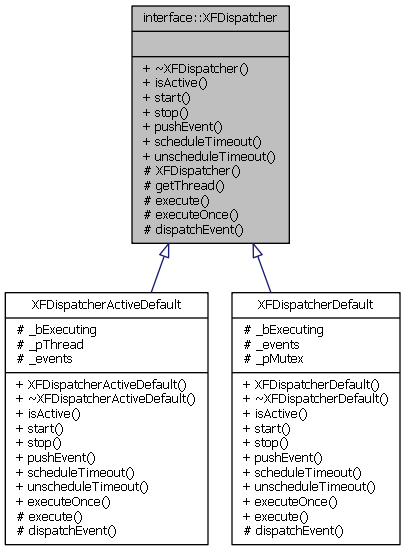 interface::XFDispatcher
+ ~XFDispatcher()
+ isActive()
+ start()
+ stop()
+ pushEvent()
+ scheduleTimeout()
+ unscheduleTimeout()
# XFDispatcher()
# getThread()
# execute()
# executeOnce()
# dispatchEvent()
XFDispatcherActiveDefault
# _bExecuting
# _pThread
# _events
+ XFDispatcherActiveDefault()
+ ~XFDispatcherActiveDefault()
+ isActive()
+ start()
+ stop()
+ pushEvent()
+ scheduleTimeout()
+ unscheduleTimeout()
+ executeOnce()
# execute()
# dispatchEvent()
XFDispatcherDefault
# _bExecuting
# _events
# _pMutex
+ XFDispatcherDefault()
+ ~XFDispatcherDefault()
+ isActive()
+ start()
+ stop()
+ pushEvent()
+ scheduleTimeout()
+ unscheduleTimeout()
+ executeOnce()
+ execute()
# dispatchEvent()